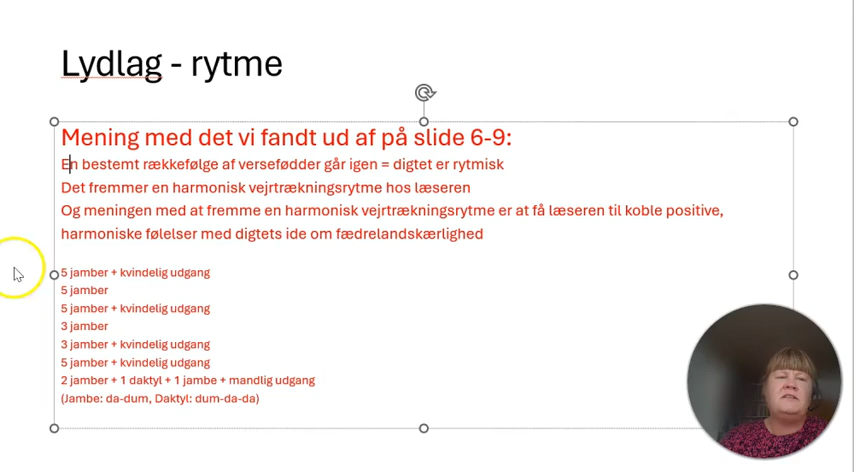 Lydlag - rytme
Mening med det vi fandt ud af på slide 6-9:
En bestemt rækkefølge af versefødder går igen = digtet er rytmisk
Det fremmer en harmonisk vejrtrækningsrytme hos læseren
Og meningen med at fremme en harmonisk vejrtrækningsrytme er at få læseren til koble positive,
harmoniske følelser med digtets ide om fædrelandskærlighed
5 jamber + kvindelig udgang
5 jamber
5 jamber + kvindelig udgang
3 jamber
3 jamber + kvindelig udgang
5 jamber + kvindelig udgang
2 jamber + 1 daktyl + 1 jambe + mandlig udgang
(Jambe: da-dum, Daktyl: dum-da-da)